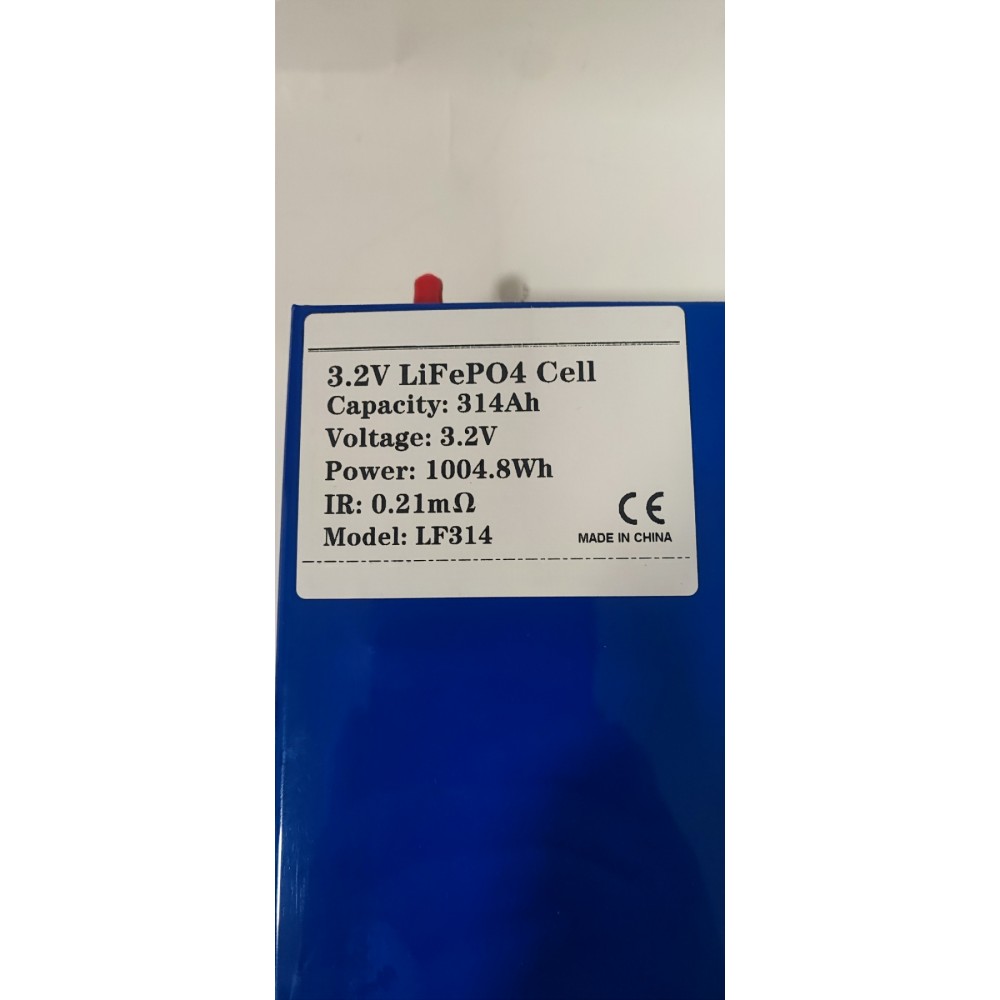 3.2V LiFePO4 Cell
Capacity: 314Ah
Voltage: 3.2V
Power: 1004.8Wh
IR: 0.21mΩ
Model: LF314
CE
MADE IN CHINA